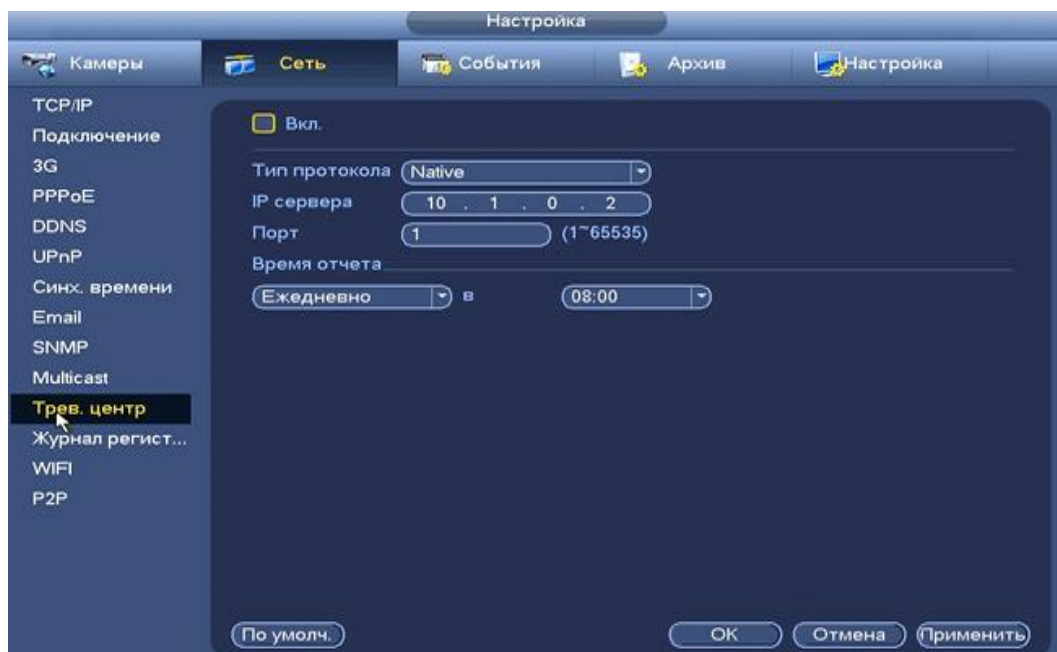 Настройка
Камеры
Сеть
События
Архив
Настройка
TCP/IP
Подключение
3G
PPPoE
DDNS
UPnP
Синх. времени
Email
SNMP
Multicast
Трев. центр
Журнал регист...
WIFI
P2P
Вкл.
Тип протокола Native
IP сервера 10 . 1 . 0 . 2
Порт 1 (1~65535)
Время отчета
Ежедневно в 08:00
По умолч. OK Отмена Применить